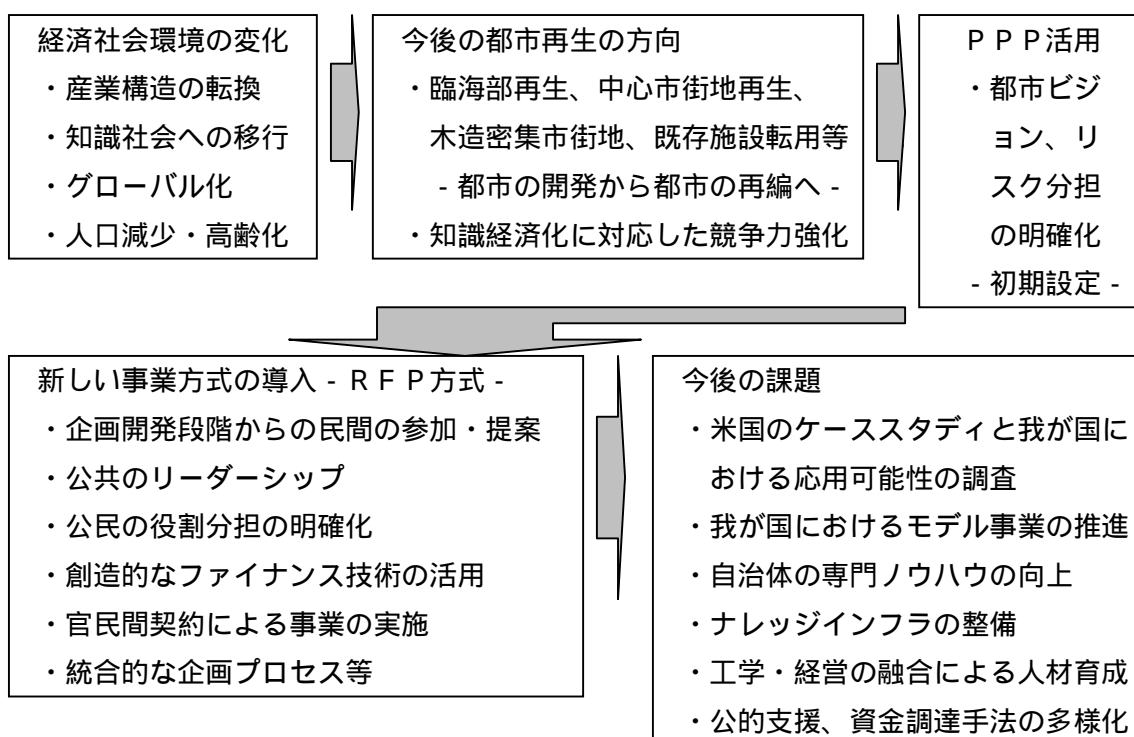 経済社会環境の変化
・産業構造の転換
・知識社会への移行
・グローバル化
・人口減少・高齢化
今後の都市再生の方向
・臨海部再生、中心市街地再生、
木造密集市街地、既存施設転用等
- 都市の開発から都市の再編へ -
・知識経済化に対応した競争力強化
ＰＰＰ活用
・都市ビジ
ョン、リ
スク分担
の明確化
- 初期設定 -
新しい事業方式の導入 - ＲＦＰ方式 -
・企画開発段階からの民間の参加・提案
・公共のリーダーシップ
・公民の役割分担の明確化
・創造的なファイナンス技術の活用
・官民間契約による事業の実施
・統合的な企画プロセス等
今後の課題
・米国のケーススタディと我が国に
おける応用可能性の調査
・我が国におけるモデル事業の推進
・自治体の専門ノウハウの向上
・ナレッジインフラの整備
・工学・経営の融合による人材育成
・公的支援、資金調達手法の多様化